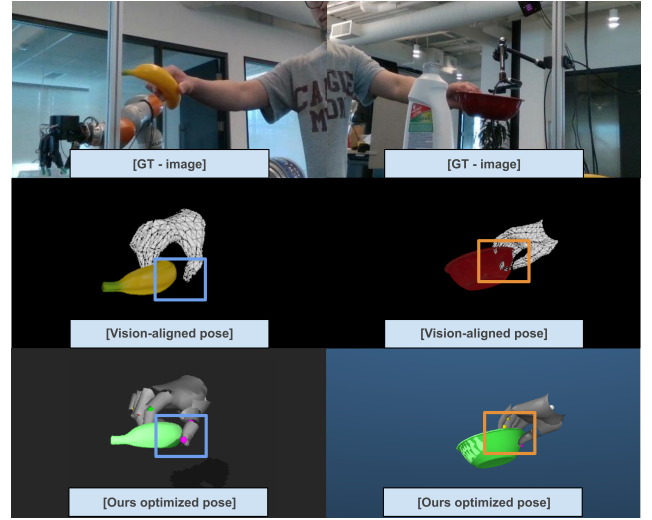 [GT - image]
[GT - image]
[Vision-aligned pose]
[Vision-aligned pose]
[Ours optimized pose]
[Ours optimized pose]